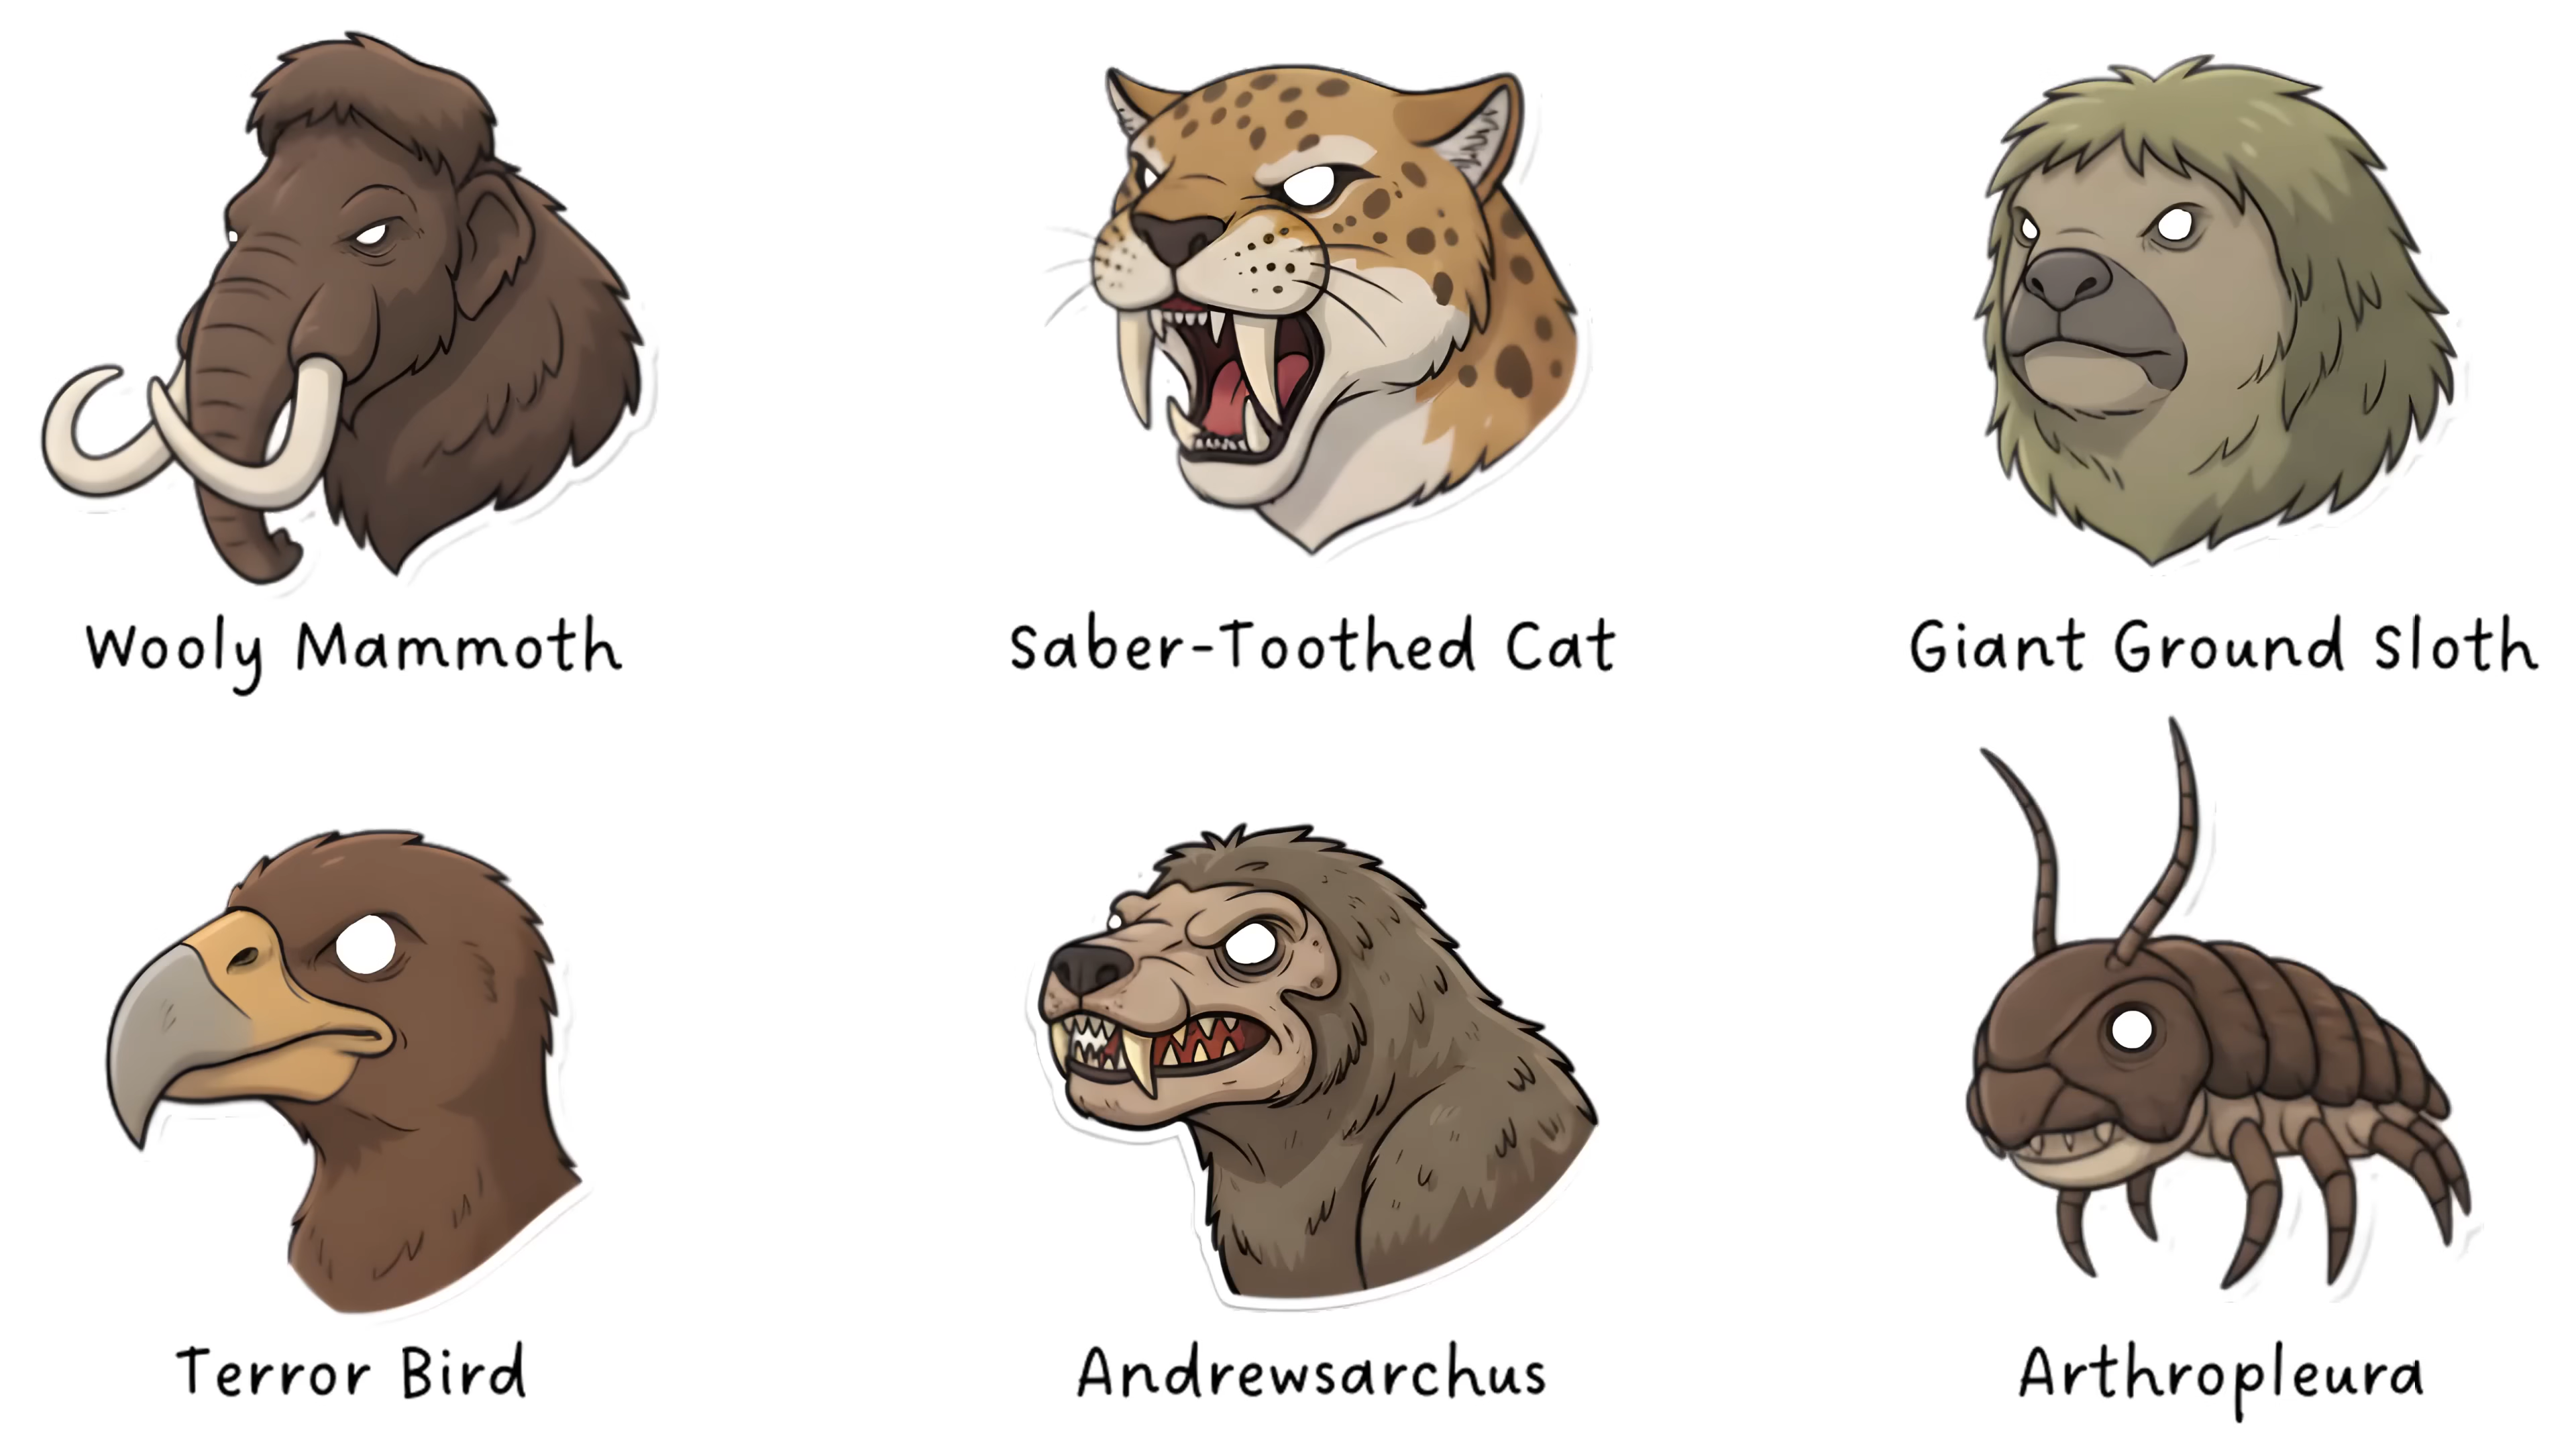 Wooly Mammoth
Saber-Toothed Cat
Giant Ground Sloth
Terror Bird
Andrewsarchus
Arthropleura